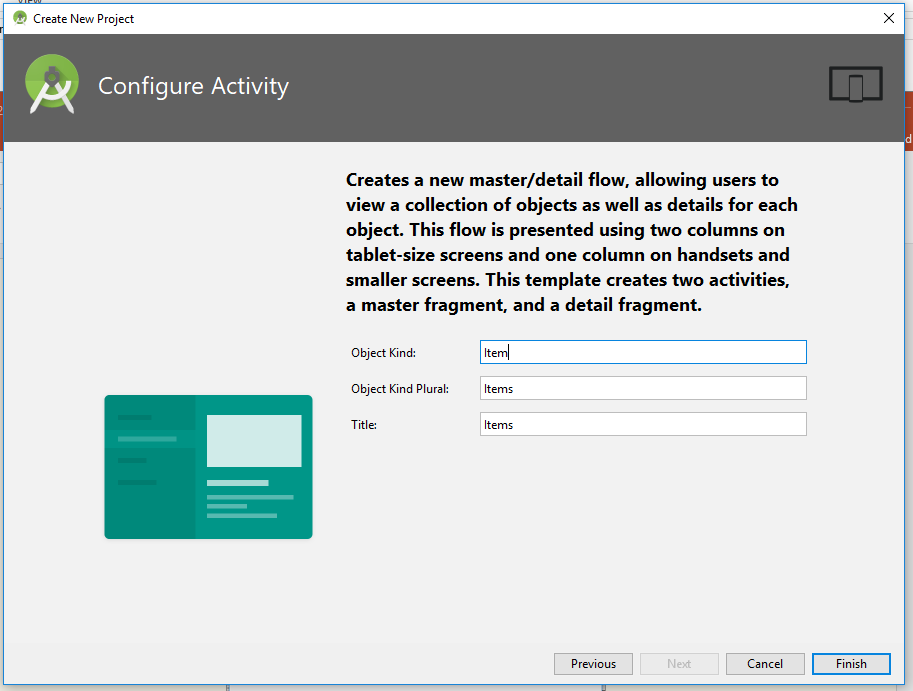 Create New Project
Configure Activity
Creates a new master/detail flow, allowing users to
view a collection of objects as well as details for each
object. This flow is presented using two columns on
tablet-size screens and one column on handsets and
smaller screens. This template creates two activities,
a master fragment, and a detail fragment.
Object Kind: Item
Object Kind Plural: Items
Title: Items
Previous Next Cancel Finish